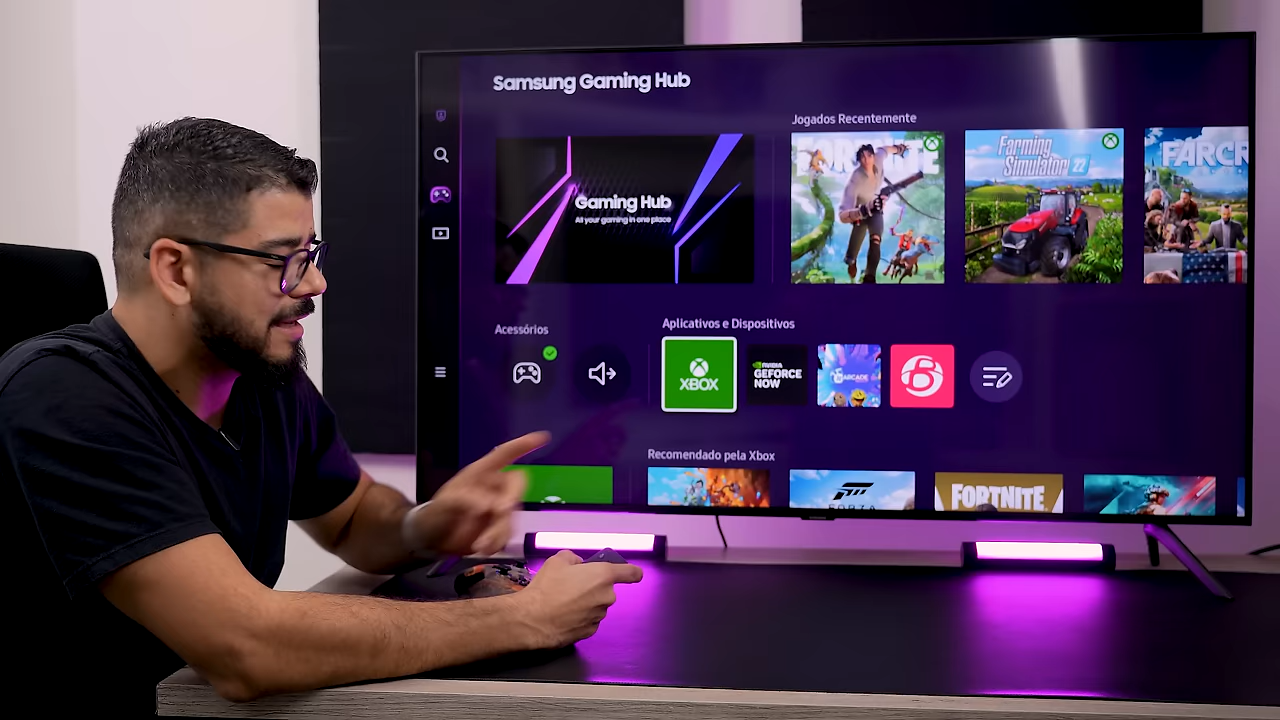 Samsung Gaming Hub
Jogados Recentemente
Gaming Hub
All your gaming in one place
FORTNITE
Farming
Simulator 22
FARCR
Acessórios
Aplicativos e Dispositivos
XBOX
NVIDIA
GEFORCE
NOW
ARCADE
B
Recomendado pela Xbox
FORZA
FORTNITE